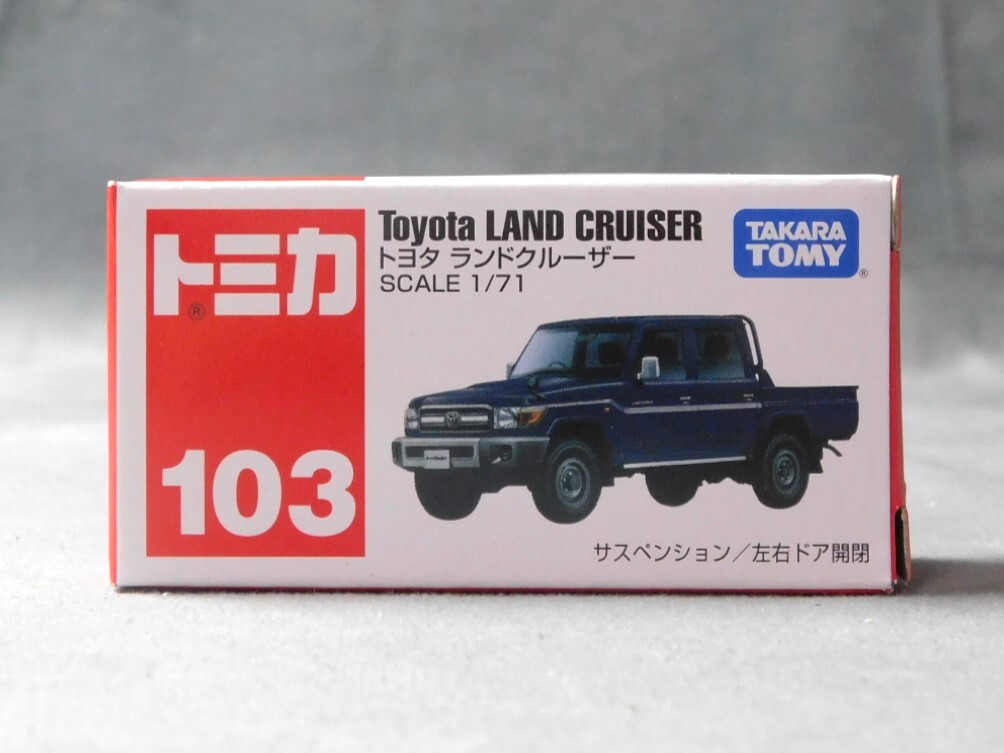 トミカ
®
103
Toyota LAND CRUISER
トヨタ ランドクルーザー
SCALE 1/71
TAKARA
TOMY
®
サスペンション／左右ドア開閉